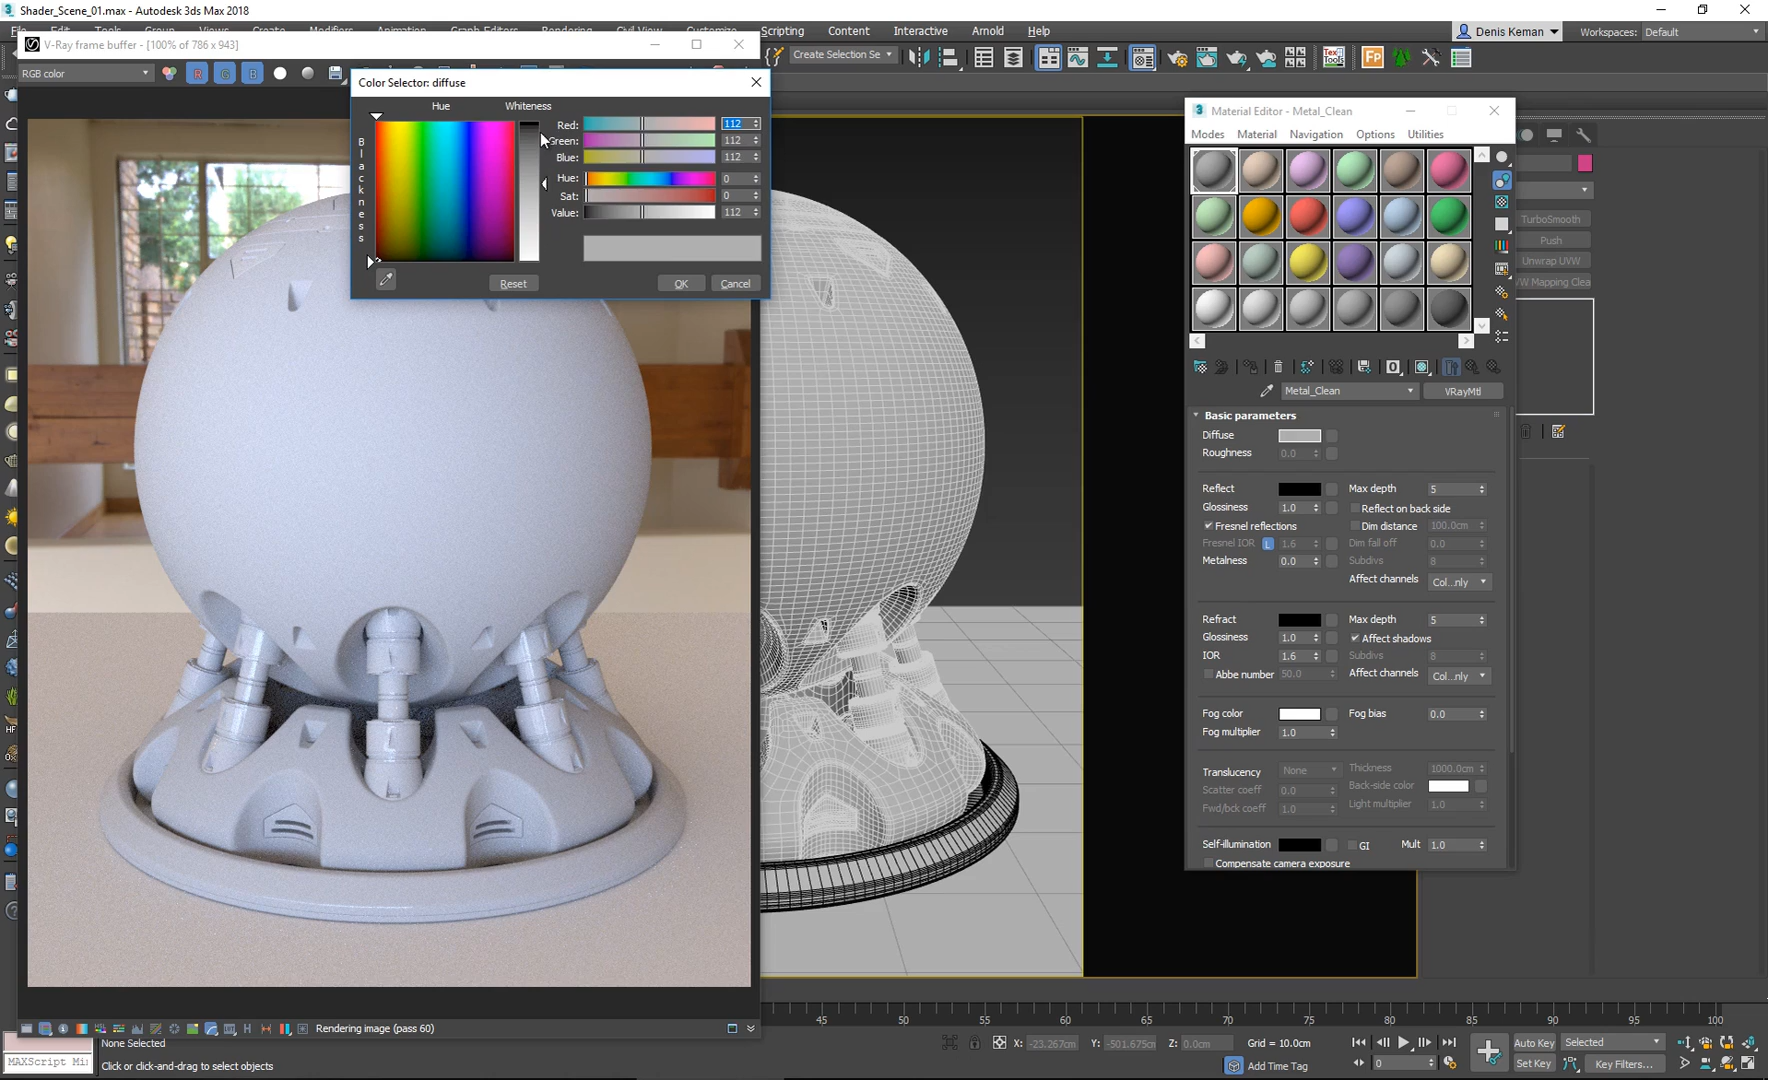 Shader_Scene_01.max - Autodesk 3ds Max 2018
Scripting Content Interactive Arnold Help
Denis Keman Workspaces: Default
V-Ray frame buffer - [100% of 786 x 943]
Create Selection Se
RGB color R G B
Color Selector: diffuse
Hue Whiteness
Blackness
Red: 112
Green: 112
Blue: 112
Hue: 0
Sat: 0
Value: 112
Reset OK Cancel
Material Editor - Metal_Clean
Modes Material Navigation Options Utilities
TurboSmooth
Push
Unwrap UVW
VW Mapping Clea
Metal_Clean VRayMtl
Basic parameters
Diffuse
Roughness 0.0
Reflect Max depth 5
Glossiness 1.0 Reflect on back side
Fresnel reflections Dim distance 100.0cm
Fresnel IOR L 1.6 Dim fall off 0.0
Metalness 0.0 Subdivs 8
Affect channels Col...nly
Refract Max depth 5
Glossiness 1.0 Affect shadows
IOR 1.6 Subdivs 8
Abbe number 50.0 Affect channels Col...nly
Fog color Fog bias 0.0
Fog multiplier 1.0
Translucency None Thickness 1000.0cm
Scatter coeff 0.0 Back-side color
Fwd/bck coeff 1.0 Light multiplier 1.0
Self-illumination GI Mult 1.0
Compensate camera exposure
45 50 55 60 65 70 75 80 85 90 95 100
Rendering image (pass 60)
None Selected
X: -23.267cm Y: -501.675cm Z: 0.0cm Grid = 10.0cm
Auto Key Selected
MAXScript Mi
Click or click-and-drag to select objects
Add Time Tag
0
Set Key Key Filters...